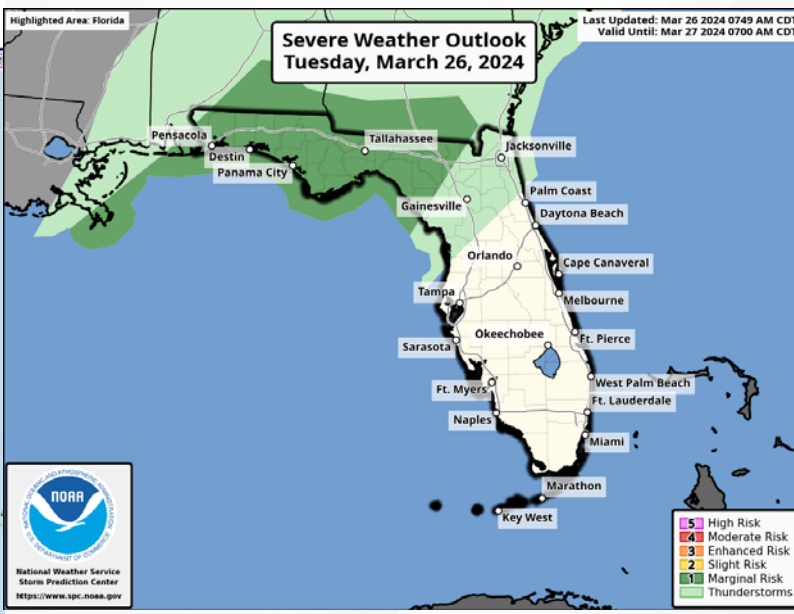 Highlighted Area: Florida
Severe Weather Outlook
Tuesday, March 26, 2024
Last Updated: Mar 26 2024 0749 AM CDT
Valid Until: Mar 27 2024 0700 AM CDT
Pensacola
Destin
Panama City
Tallahassee
Jacksonville
Palm Coast
Gainesville
Daytona Beach
Orlando
Cape Canaveral
Tampa
Melbourne
Okeechobee
Ft. Pierce
Sarasota
Ft. Myers
West Palm Beach
Ft. Lauderdale
Naples
Miami
Marathon
Key West
NATIONAL OCEANIC AND ATMOSPHERIC ADMINISTRATION
NOAA
U.S. DEPARTMENT OF COMMERCE
National Weather Service
Storm Prediction Center
https://www.spc.noaa.gov
5 High Risk
4 Moderate Risk
3 Enhanced Risk
2 Slight Risk
1 Marginal Risk
Thunderstorms